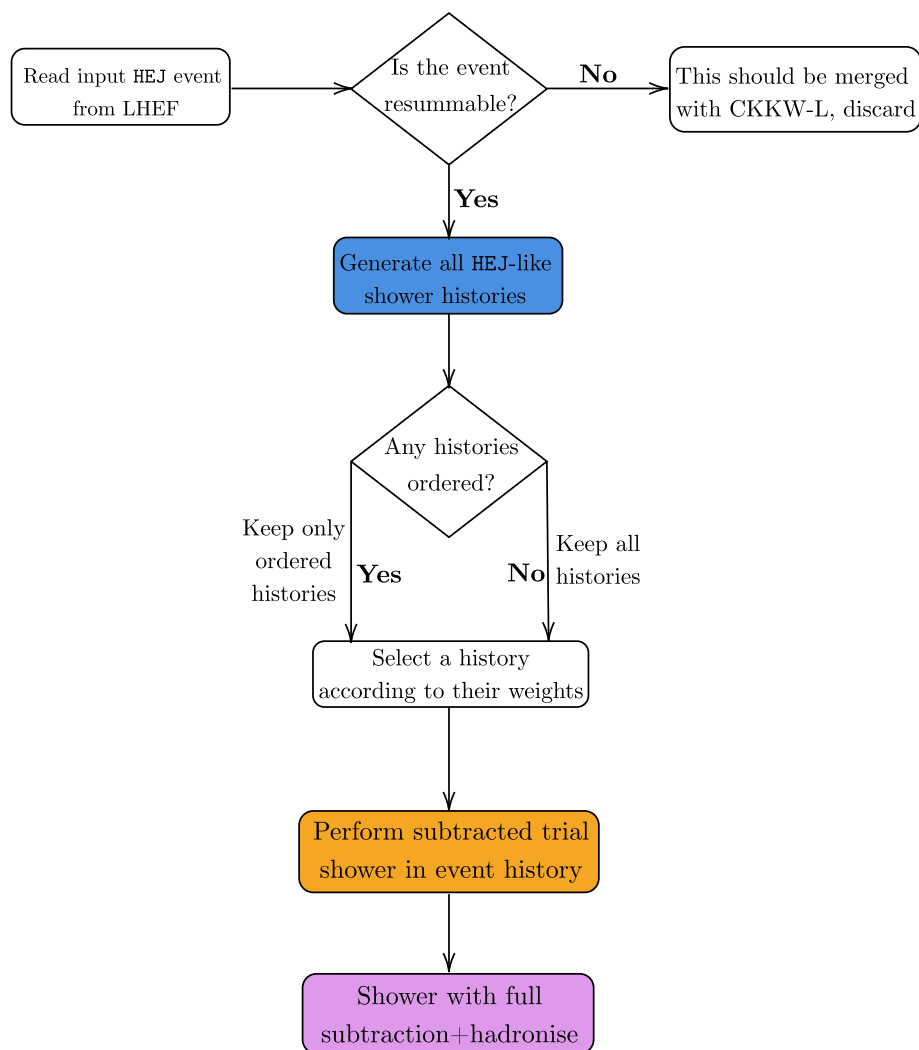 Read input HEJ event
from LHEF
Is the event
resummable?
No
This should be merged
with CKKW-L, discard
Yes
Generate all HEJ-like
shower histories
Any histories
ordered?
Keep only
ordered
histories
Yes
No
Keep all
histories
Select a history
according to their weights
Perform subtracted trial
shower in event history
Shower with full
subtraction+hadronise